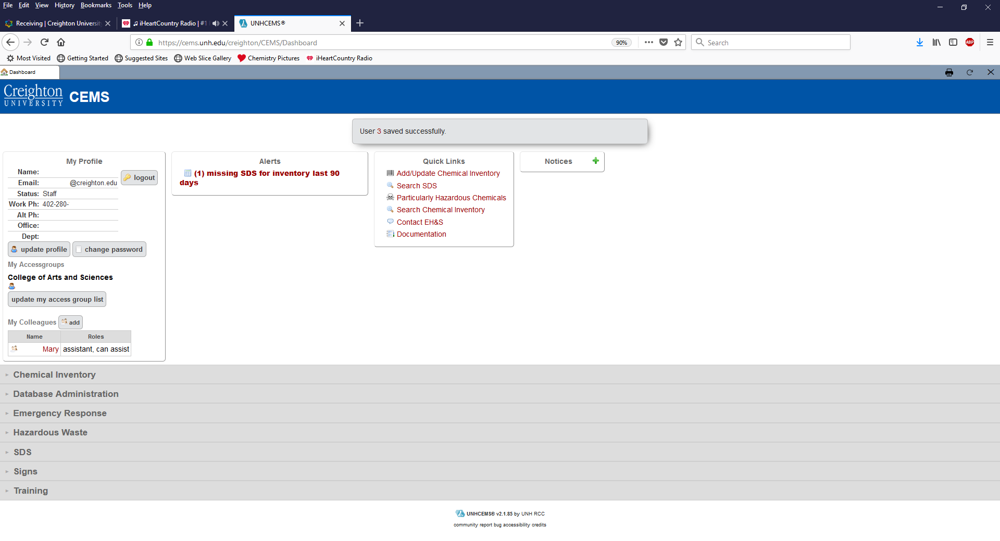 File Edit View History Bookmarks Tools Help
Receiving | Creighton Universit
iHeartCountry Radio | #1
UNHCEMS®
https://cems.unh.edu/creighton/CEMS/Dashboard
90%
Search
ABP
Most Visited Getting Started Suggested Sites Web Slice Gallery Chemistry Pictures iHeartCountry Radio
Dashboard
Creighton
UNIVERSITY
CEMS
User 3 saved successfully.
My Profile
Name:
Email: @creighton.edu
logout
Status: Staff
Work Ph: 402-280-
Alt Ph:
Office:
Dept:
update profile
change password
My Accessgroups
College of Arts and Sciences
update my access group list
My Colleagues
add
Name Roles
Mary assistant, can assist
Alerts
(1) missing SDS for inventory last 90
days
Quick Links
Add/Update Chemical Inventory
Search SDS
Particularly Hazardous Chemicals
Search Chemical Inventory
Contact EH&S
Documentation
Notices
Chemical Inventory
Database Administration
Emergency Response
Hazardous Waste
SDS
Signs
Training
UNHCEMS® v2.1.85 by UNH RCC
community report bug accessibility credits